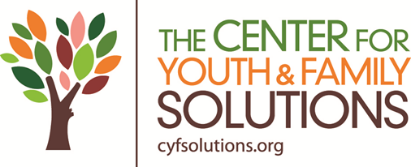 THE CENTER FOR
YOUTH & FAMILY
SOLUTIONS
cyfsolutions.org